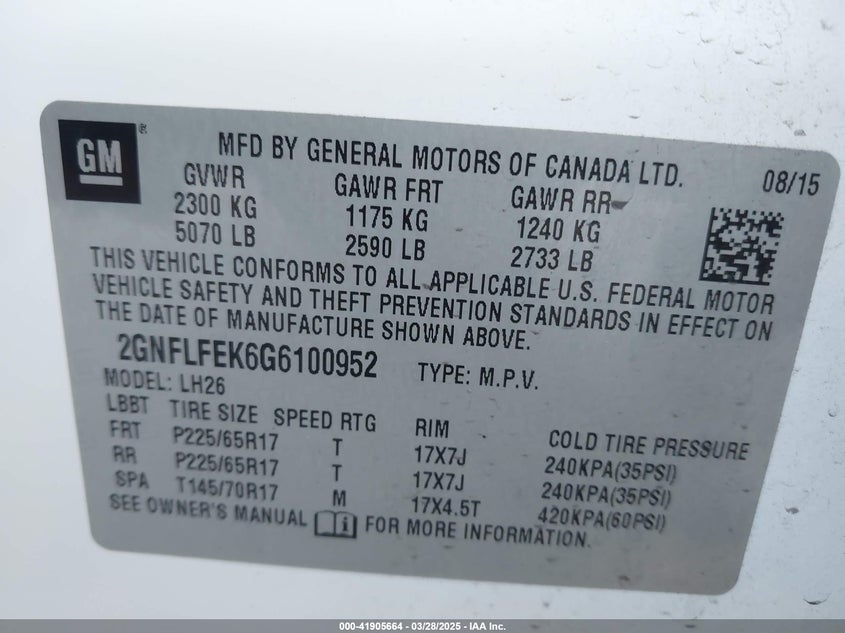 GM
MFD BY GENERAL MOTORS OF CANADA LTD. 08/15
GVWR GAWR FRT GAWR RR
2300 KG 1175 KG 1240 KG
5070 LB 2590 LB 2733 LB
THIS VEHICLE CONFORMS TO ALL APPLICABLE U.S. FEDERAL MOTOR
VEHICLE SAFETY AND THEFT PREVENTION STANDARDS IN EFFECT ON
THE DATE OF MANUFACTURE SHOWN ABOVE.
2GNFLFEK6G6100952 TYPE: M.P.V.
MODEL: LH26
LBBT TIRE SIZE SPEED RTG RIM COLD TIRE PRESSURE
FRT P225/65R17 T 17X7J 240KPA(35PSI)
RR P225/65R17 T 17X7J 240KPA(35PSI)
SPA T145/70R17 M 17X4.5T 420KPA(60PSI)
SEE OWNER'S MANUAL FOR MORE INFORMATION.
000-41905664 / 03/28/2025 / © IAA Inc.